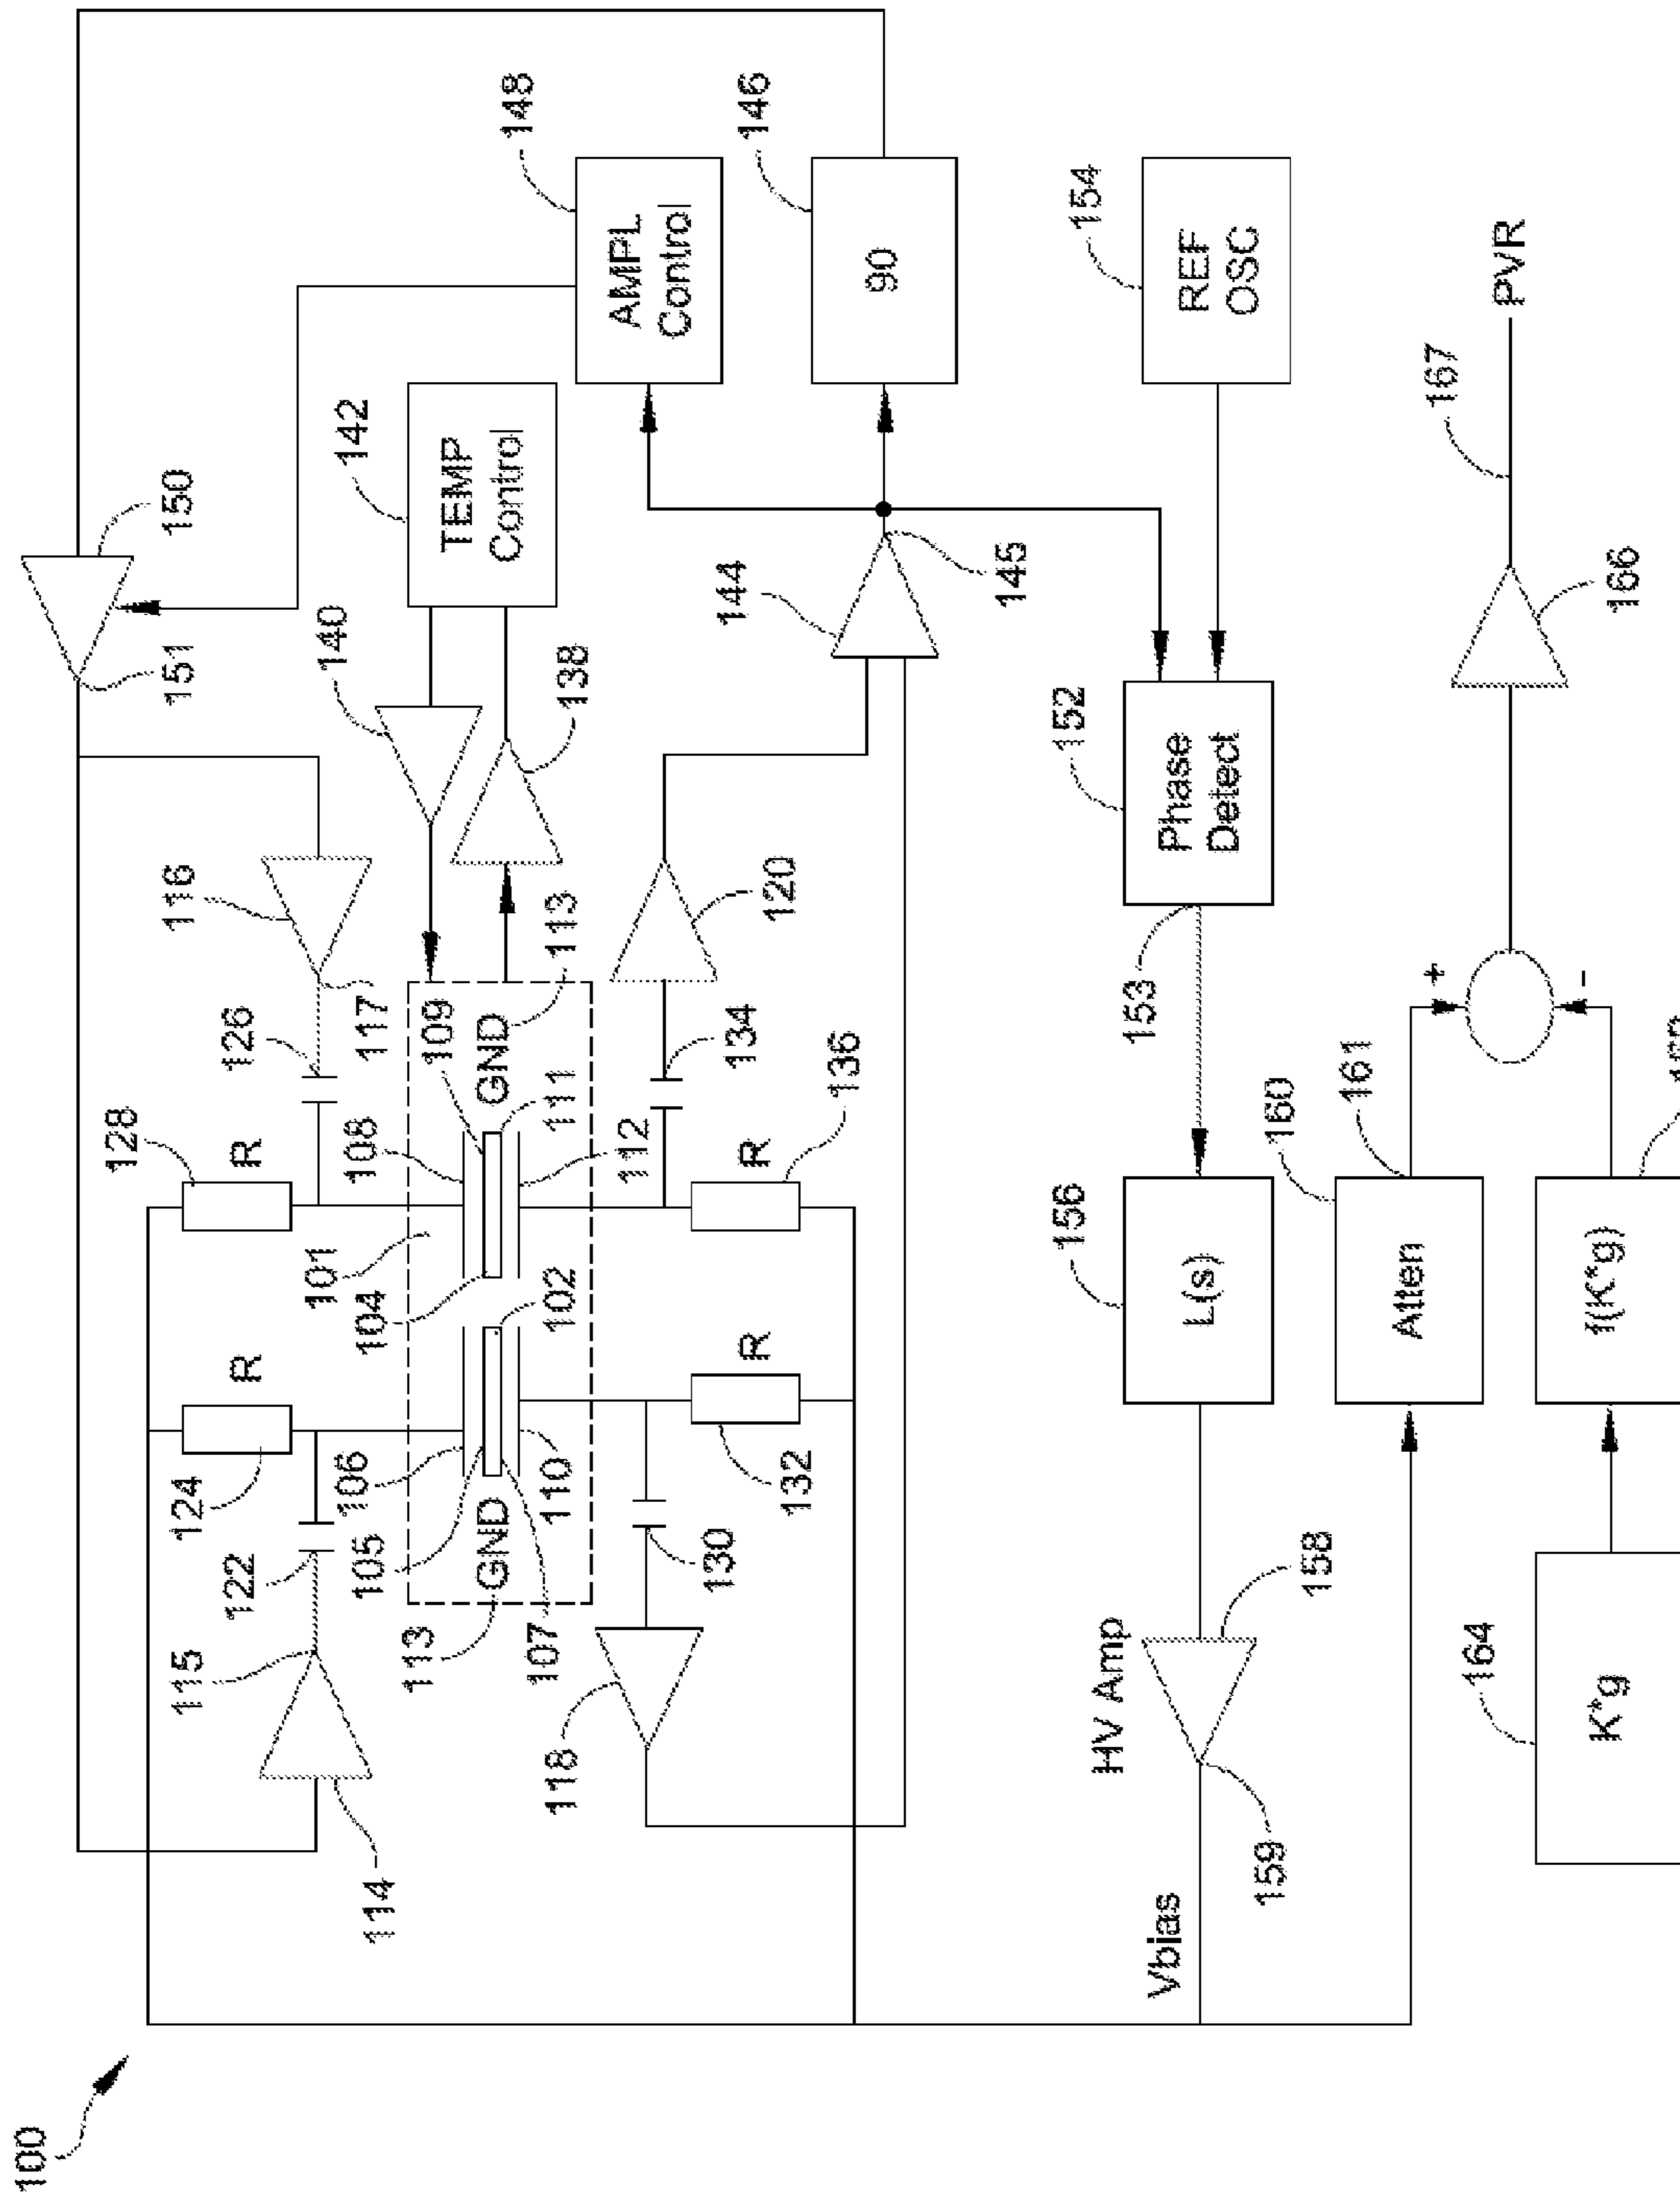 100
128
115
116
151
150
122
R
R
126
124
101
140
142
114
106
104
108
117
105
109
113
GND
GND
113
TEMP
Control
148
107
110
102
111
138
118
112
AMPL
Control
130
134
144
146
132
R
R
120
136
90
145
Vbias
HV Amp
156
153
152
154
L(s)
Phase
Detect
REF
OSC
159
158
160
161
+
Atten
167
164
-
PVR
K*g
f(K*g)
166